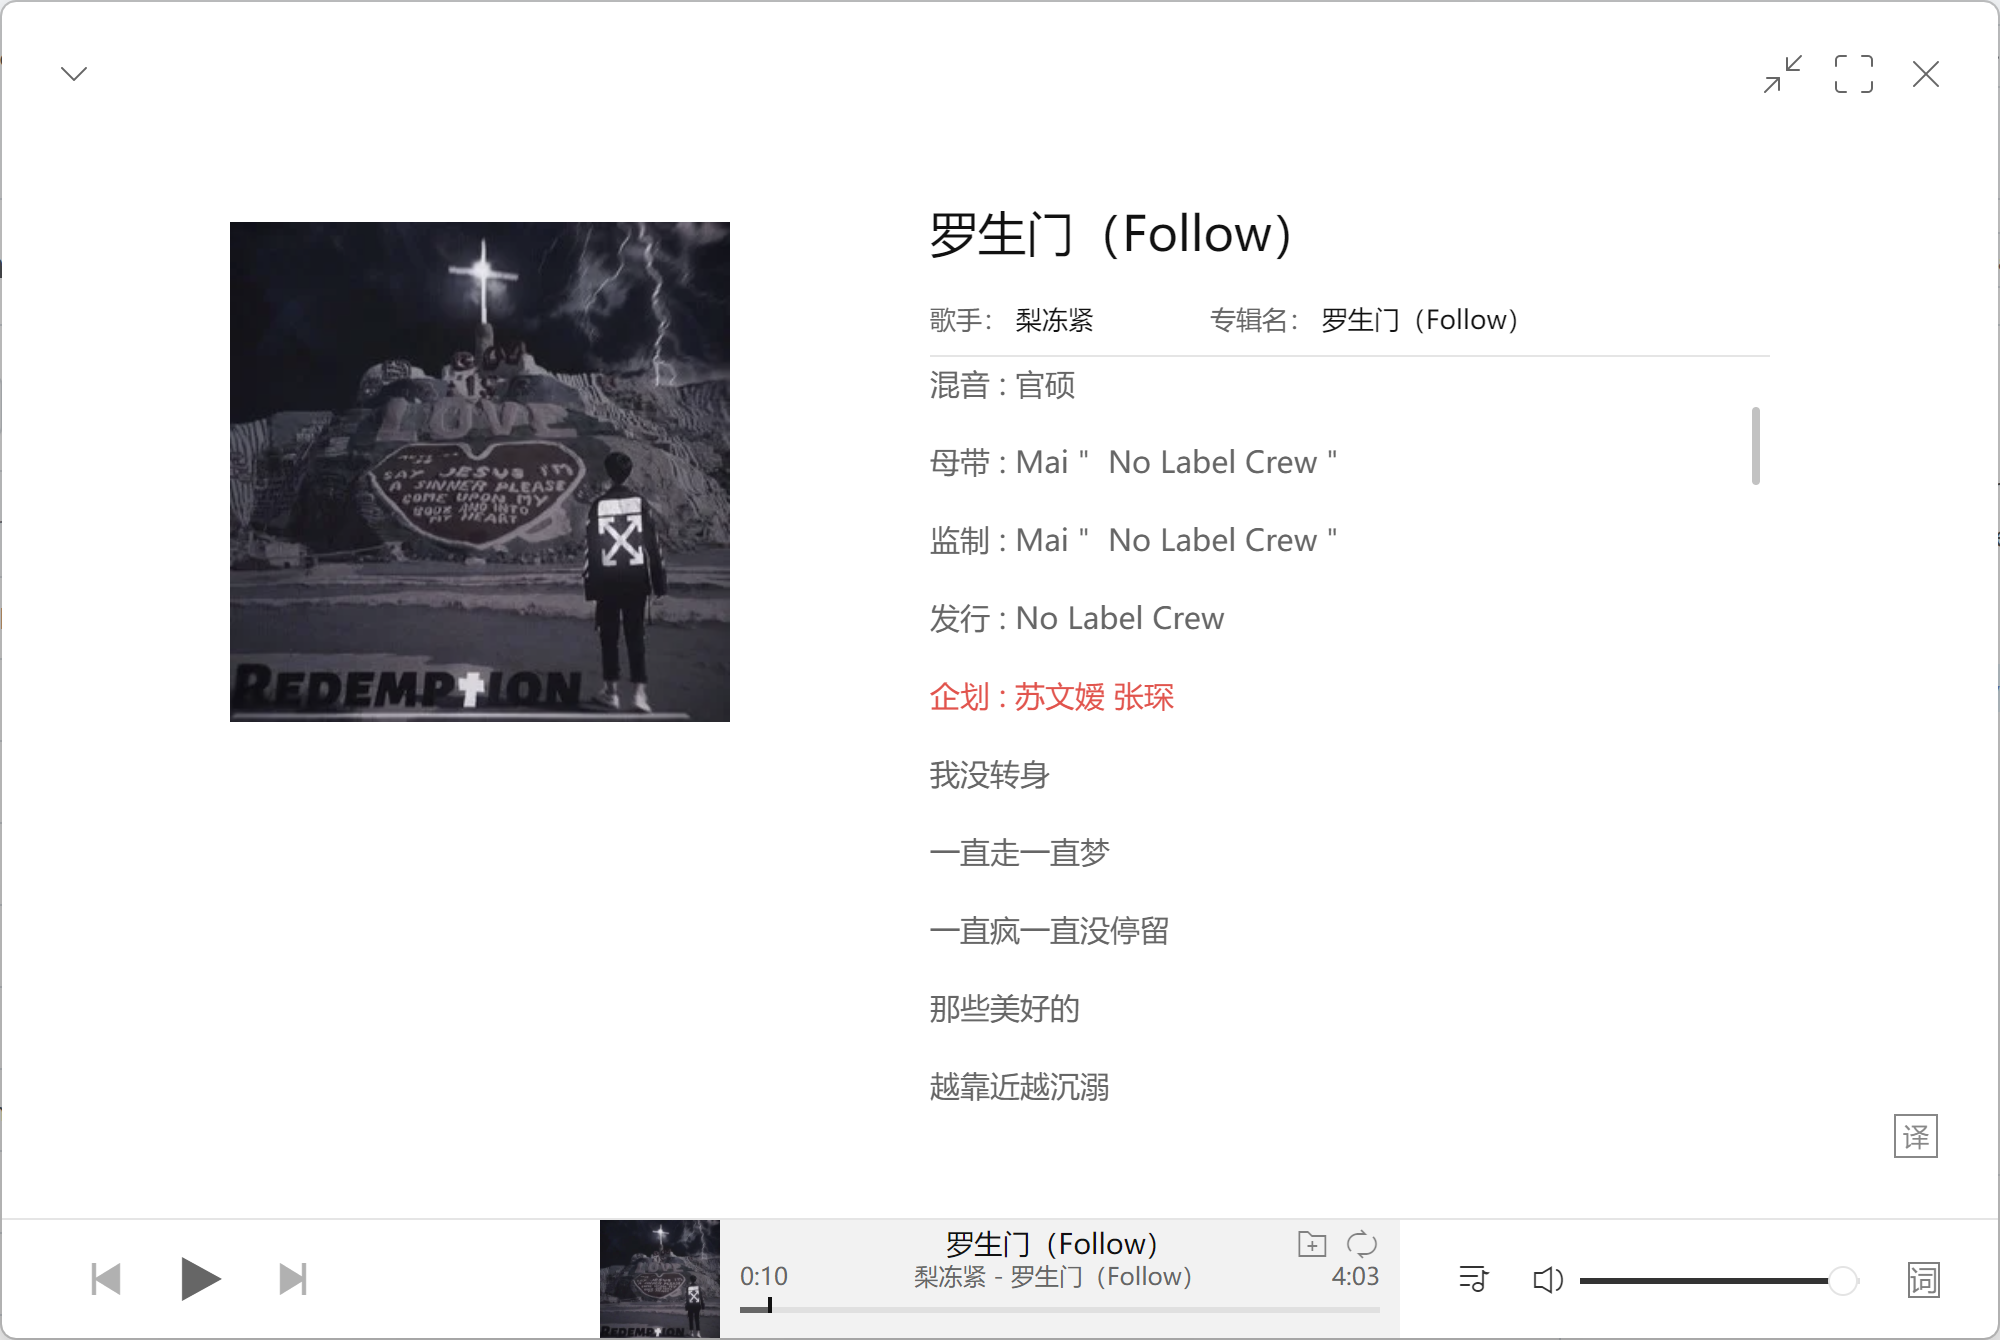 罗生门（Follow）
歌手： 梨冻紧 专辑名： 罗生门（Follow）
混音 : 官硕
母带 : Mai " No Label Crew "
监制 : Mai " No Label Crew "
发行 : No Label Crew
企划 : 苏文嫒 张琛
我没转身
一直走一直梦
一直疯一直没停留
那些美好的
越靠近越沉溺
LOVE
SAY JESUS I'M
A SINNER PLEASE
COME UPON MY
BODY AND INTO
MY HEART
REDEMPTION
译
罗生门（Follow）
0:10 梨冻紧 - 罗生门（Follow） 4:03
词
REDEMPTION